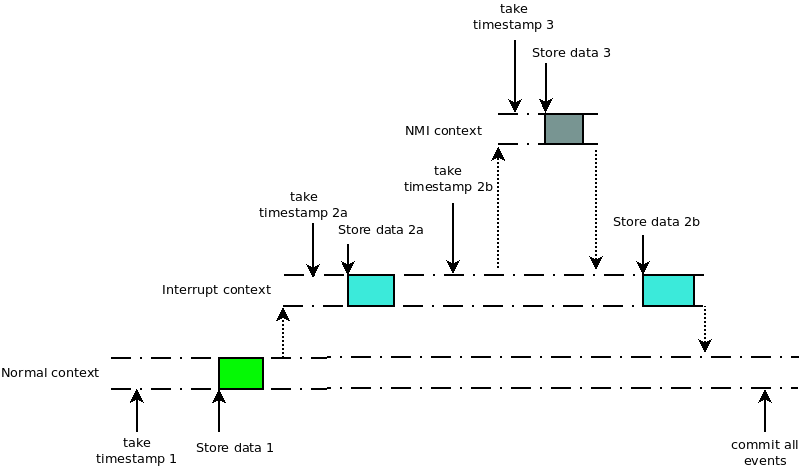 take
timestamp 3
Store data 3
NMI context
take
timestamp 2b
take
timestamp 2a
Store data 2a
Store data 2b
Interrupt context
Normal context
take
timestamp 1
Store data 1
commit all
events